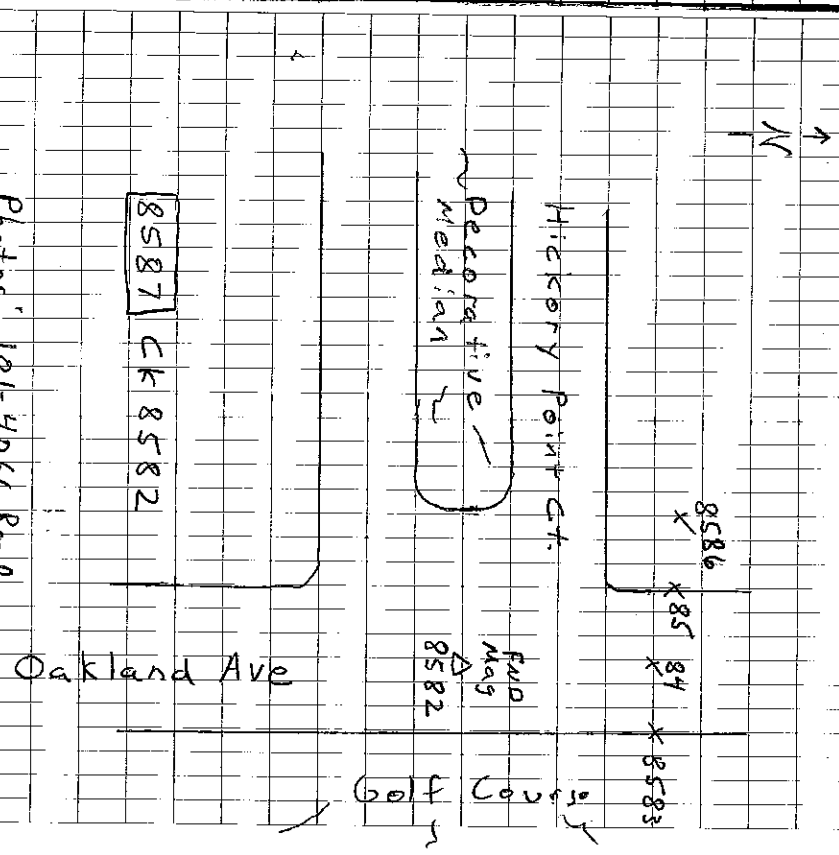 N
Hickory Point Ct.
Decorative
Median
8586
85
84
8583
FND
Mag
8582
8587 Ck 8582
Oakland Ave
Golf Course